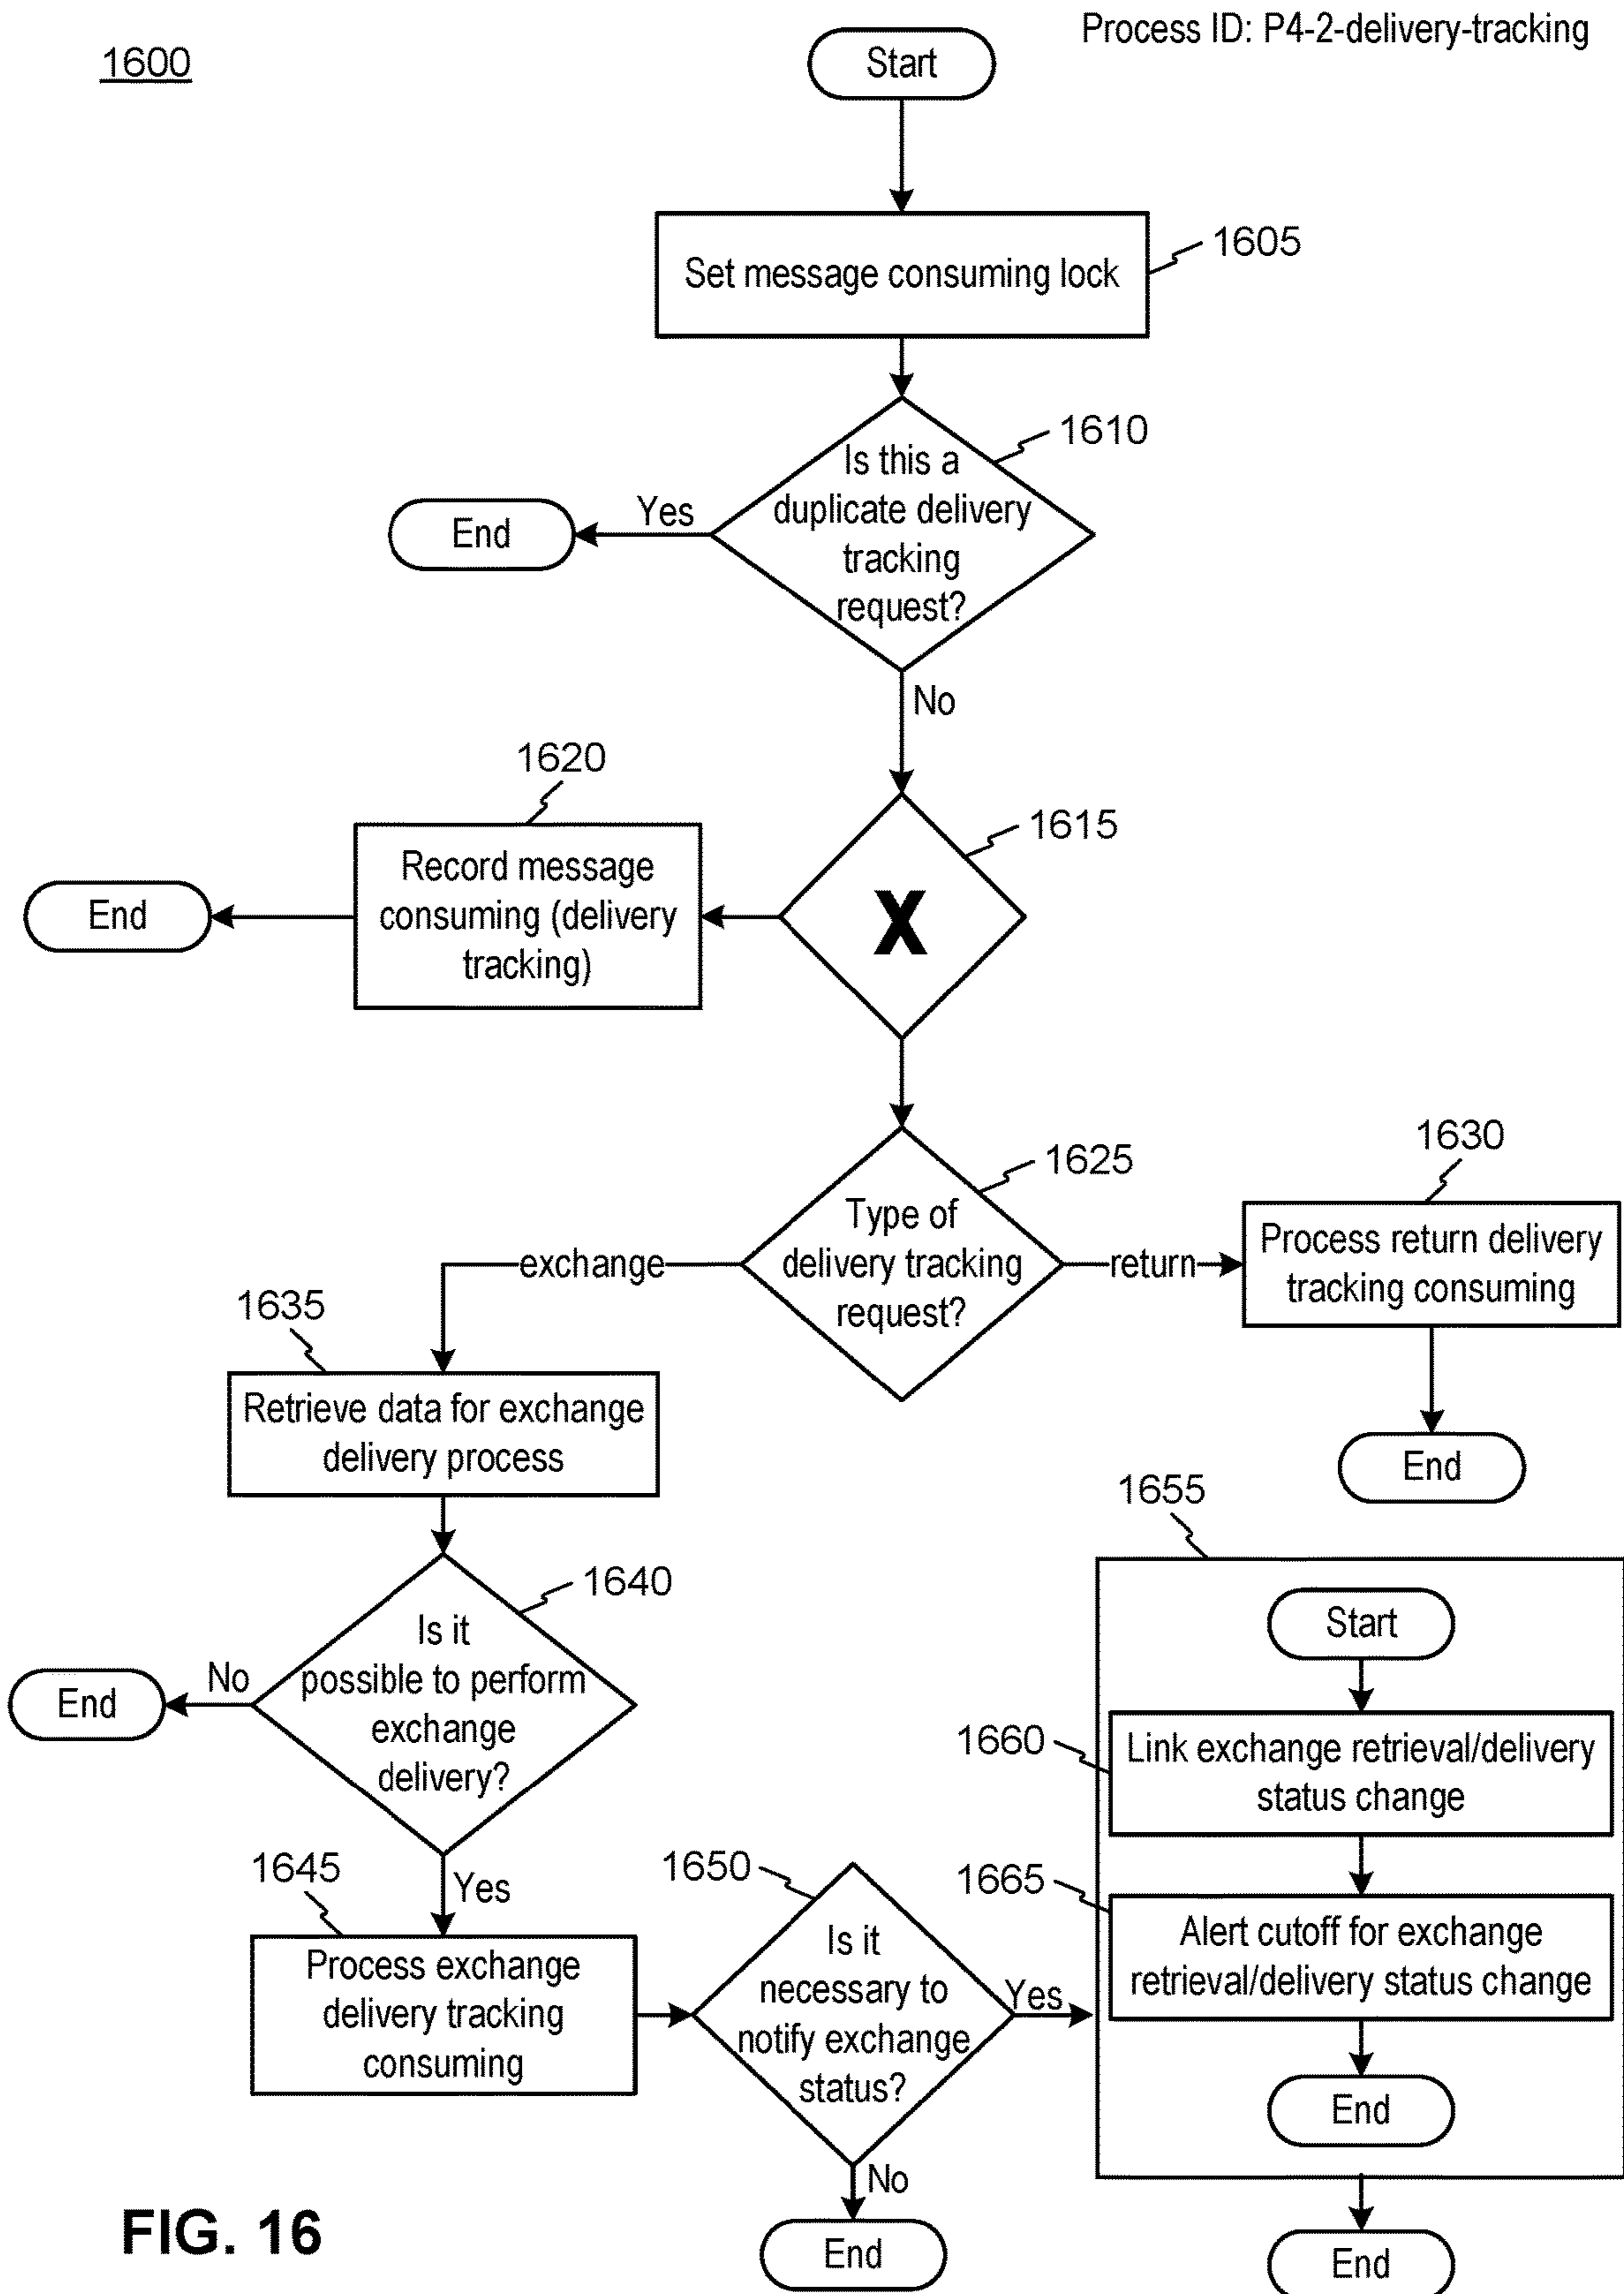 Process ID: P4-2-delivery-tracking
1600
Start
Set message consuming lock
1605
1610
Is this a
duplicate delivery
tracking
request?
Yes
End
No
1620
1615
Record message
consuming (delivery
tracking)
End
X
1625
1630
Type of
delivery tracking
request?
exchange
return
Process return delivery
tracking consuming
End
1635
Retrieve data for exchange
delivery process
1640
Is it
possible to perform
exchange
delivery?
No
End
Yes
1645
Process exchange
delivery tracking
consuming
1650
Is it
necessary to
notify exchange
status?
Yes
No
End
1655
Start
1660
Link exchange retrieval/delivery
status change
1665
Alert cutoff for exchange
retrieval/delivery status change
End
End
FIG. 16